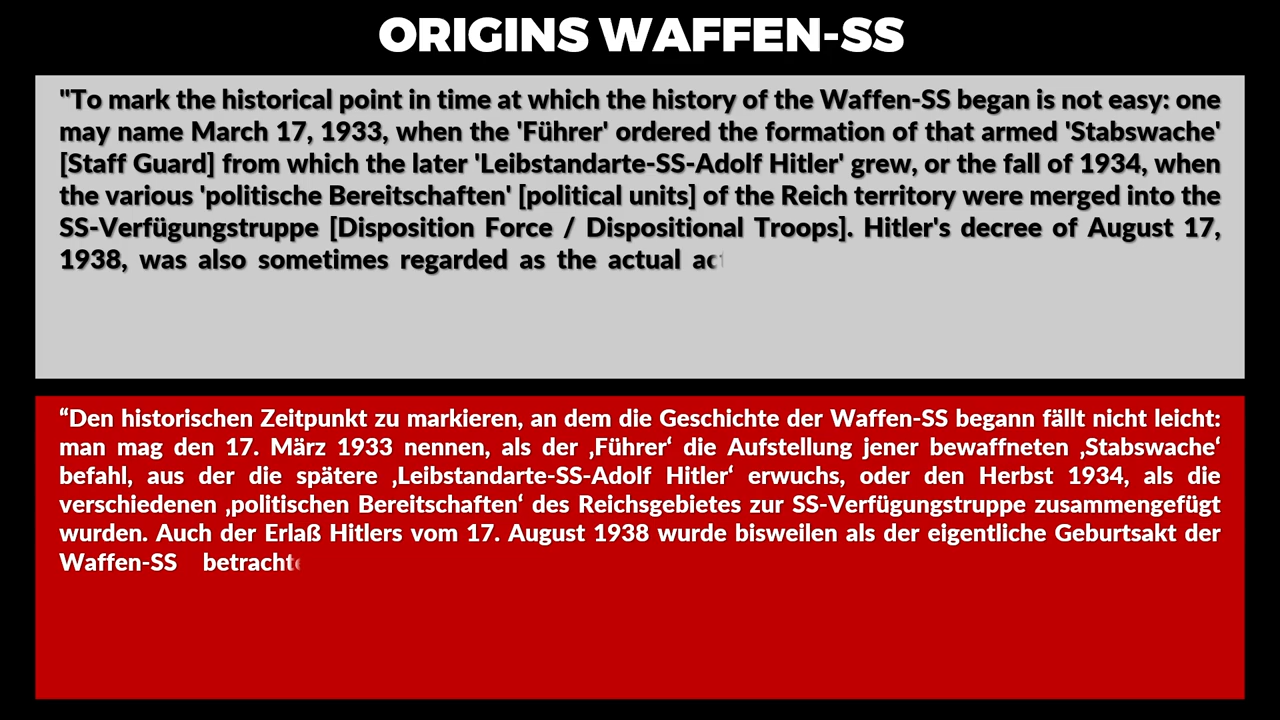 ORIGINS WAFFEN-SS
"To mark the historical point in time at which the history of the Waffen-SS began is not easy: one
may name March 17, 1933, when the 'Führer' ordered the formation of that armed 'Stabswache'
[Staff Guard] from which the later 'Leibstandarte-SS-Adolf Hitler' grew, or the fall of 1934, when
the various 'politische Bereitschaften' [political units] of the Reich territory were merged into the
SS-Verfügungstruppe [Disposition Force / Dispositional Troops]. Hitler's decree of August 17,
1938, was also sometimes regarded as the actual
“Den historischen Zeitpunkt zu markieren, an dem die Geschichte der Waffen-SS begann fällt nicht leicht:
man mag den 17. März 1933 nennen, als der ‚Führer‘ die Aufstellung jener bewaffneten ‚Stabswache‘
befahl, aus der die spätere ‚Leibstandarte-SS-Adolf Hitler‘ erwuchs, oder den Herbst 1934, als die
verschiedenen ‚politischen Bereitschaften‘ des Reichsgebietes zur SS-Verfügungstruppe zusammengefügt
wurden. Auch der Erlaß Hitlers vom 17. August 1938 wurde bisweilen als der eigentliche Geburtsakt der
Waffen-SS